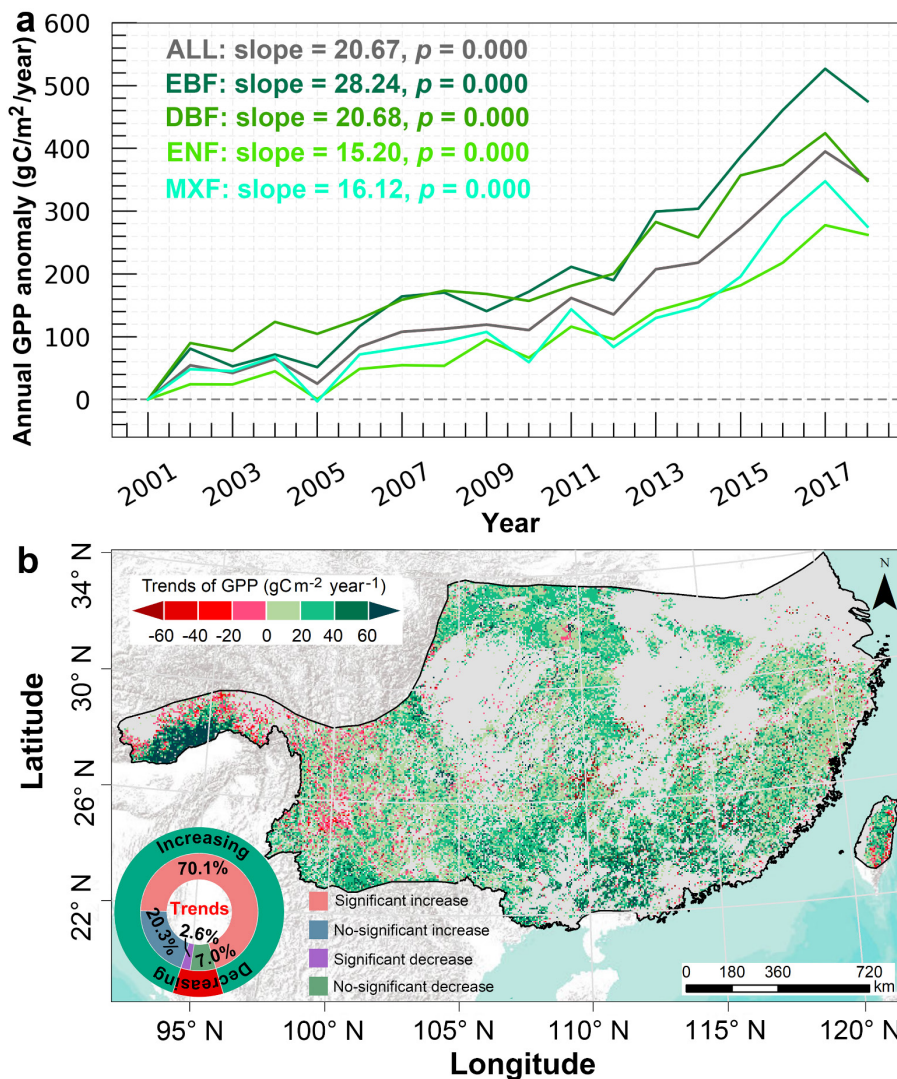 a
Annual GPP anomaly (gC/m²/year)
600
500
400
300
200
100
0
ALL: slope = 20.67, p = 0.000
EBF: slope = 28.24, p = 0.000
DBF: slope = 20.68, p = 0.000
ENF: slope = 15.20, p = 0.000
MXF: slope = 16.12, p = 0.000
2001
2003
2005
2007
2009
2011
2013
2015
2017
Year
b
Latitude
34° N
30° N
26° N
22° N
Trends of GPP (gC m⁻² year⁻¹)
-60 -40 -20 0 20 40 60
N
Increasing
70.1%
Trends
20.3%
2.6%
7.0%
Decreasing
Significant increase
No-significant increase
Significant decrease
No-significant decrease
0 180 360 720
km
95° N
100° N
105° N
110° N
115° N
120° N
Longitude